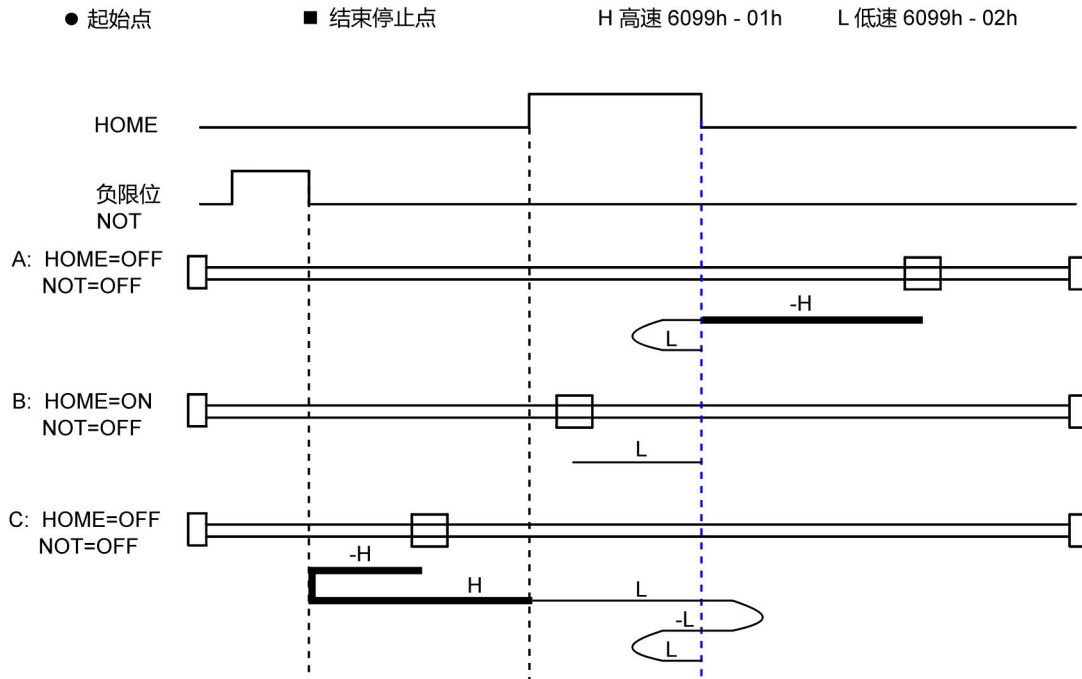 ● 起始点 ■ 结束停止点 H 高速 6099h - 01h L 低速 6099h - 02h
HOME
负限位
NOT
A: HOME=OFF
NOT=OFF
-H
L
B: HOME=ON
NOT=OFF
L
C: HOME=OFF
NOT=OFF
-H
H
L
-L
L